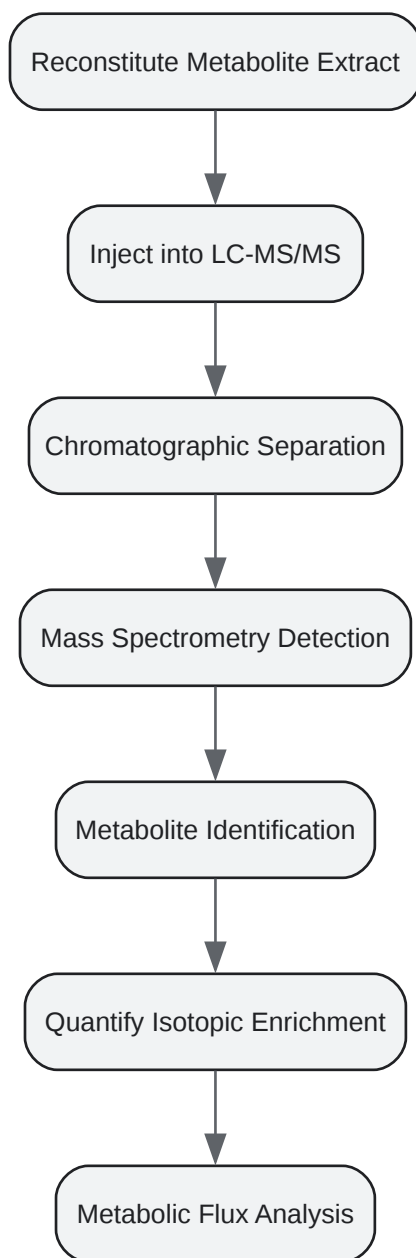 Reconstitute Metabolite Extract
Inject into LC-MS/MS
Chromatographic Separation
Mass Spectrometry Detection
Metabolite Identification
Quantify Isotopic Enrichment
Metabolic Flux Analysis